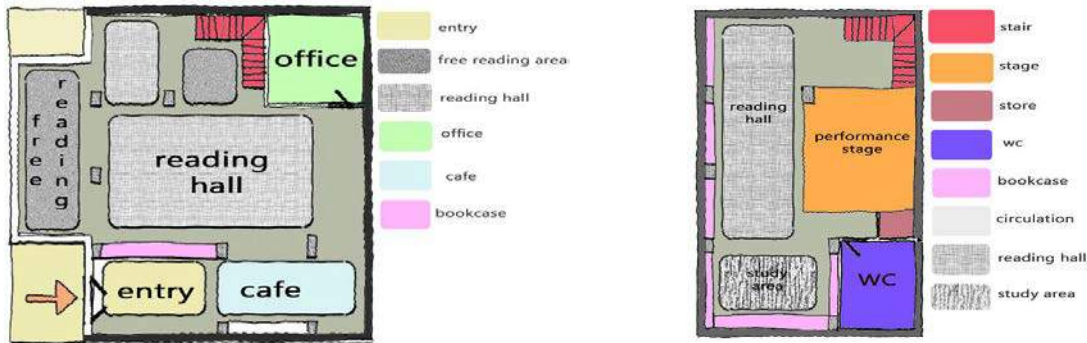 office
free
reading
reading
hall
entry
cafe
entry
free reading area
reading hall
office
cafe
bookcase
reading
hall
performance
stage
study
area
WC
stair
stage
store
wc
bookcase
circulation
reading hall
study area